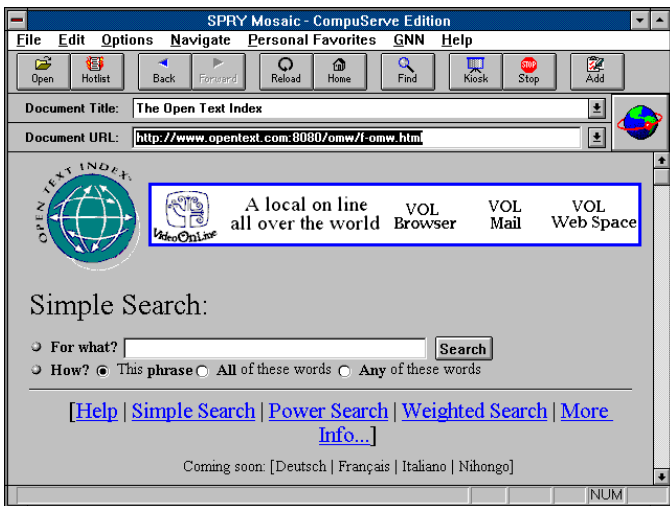 SPRY Mosaic - CompuServe Edition
File Edit Options Navigate Personal Favorites GNN Help
Open Hotlist Back Forward Reload Home Find Kiosk Stop Add
Document Title: The Open Text Index
Document URL: http://www.opentext.com:8080/omw/f-omw.html
OPEN TEXT INDEX
VideoOnLine
A local on line
all over the world
VOL
Browser
VOL
Mail
VOL
Web Space
Simple Search:
For what? Search
How? This phrase All of these words Any of these words
[Help | Simple Search | Power Search | Weighted Search | More
Info...]
Coming soon: [Deutsch | Français | Italiano | Nihongo]
NUM